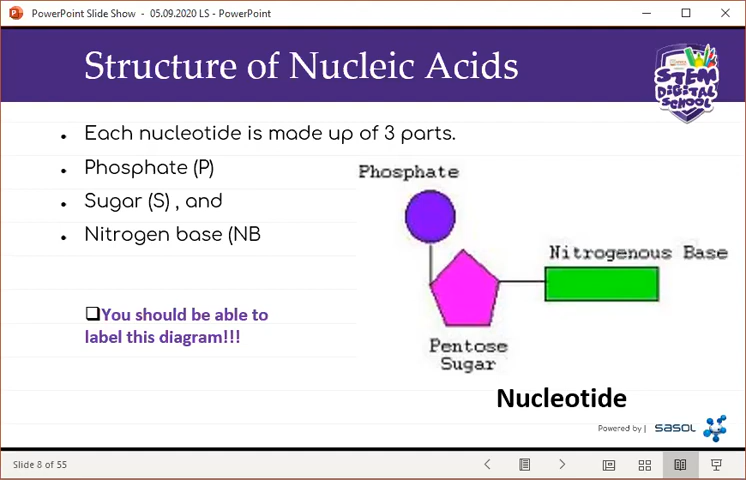 PowerPoint Slide Show - 05.09.2020 LS - PowerPoint
Structure of Nucleic Acids
STEM
DIGITAL
SCHOOL
• Each nucleotide is made up of 3 parts.
• Phosphate (P)
• Sugar (S) , and
• Nitrogen base (NB
❑You should be able to
label this diagram!!!
Phosphate
Nitrogenous Base
Pentose
Sugar
Nucleotide
Powered by | sasol
Slide 8 of 55